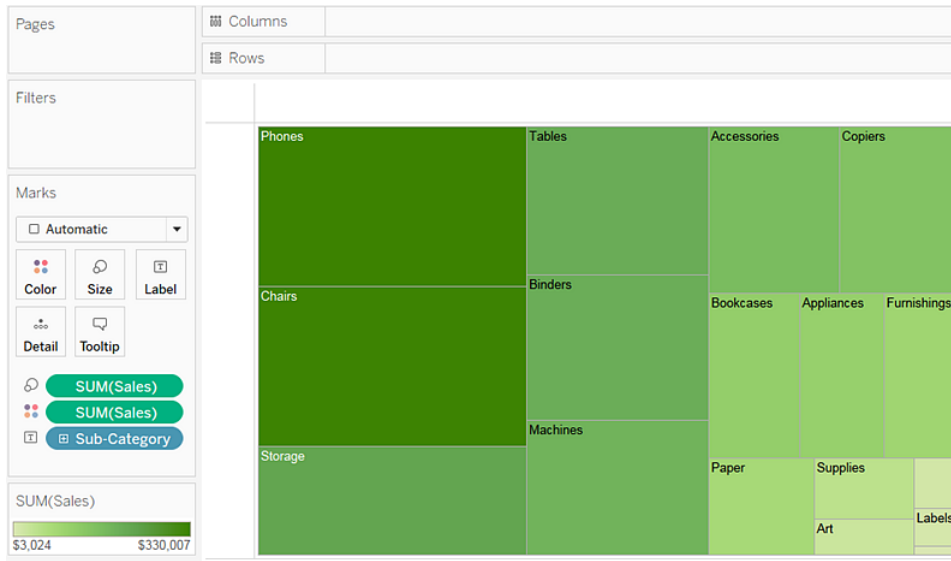 Pages
Columns
Rows
Filters
Marks
Automatic
Color
Size
Label
Detail
Tooltip
SUM(Sales)
SUM(Sales)
Sub-Category
SUM(Sales)
$3,024
$330,007
Phones
Chairs
Storage
Tables
Binders
Machines
Accessories
Copiers
Bookcases
Appliances
Furnishings
Paper
Supplies
Art
Labels